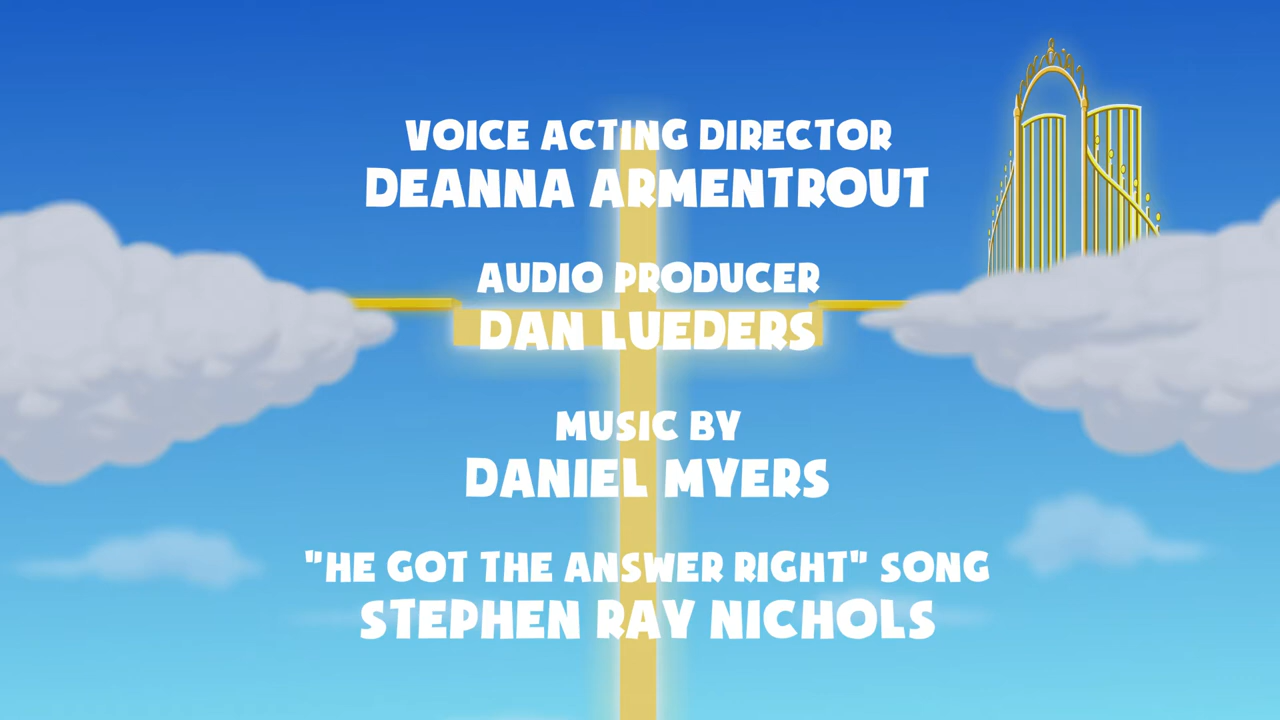 VOICE ACTING DIRECTOR
DEANNA ARMENTROUT
AUDIO PRODUCER
DAN LUEDERS
MUSIC BY
DANIEL MYERS
"HE GOT THE ANSWER RIGHT" SONG
STEPHEN RAY NICHOLS